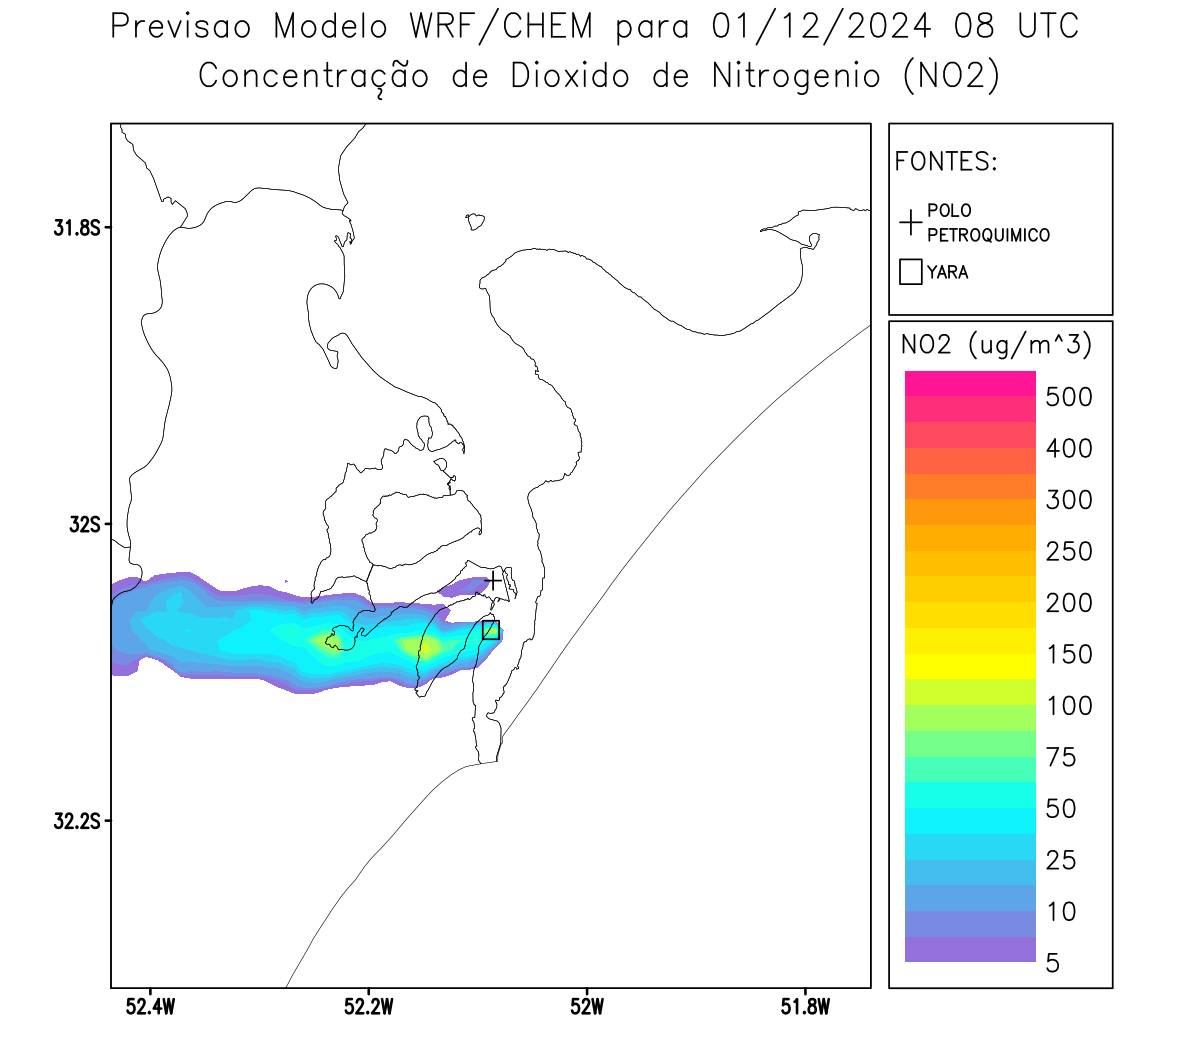 Previsao Modelo WRF/CHEM para 01/12/2024 08 UTC
Concentração de Dioxido de Nitrogenio (NO2)
FONTES:
POLO
PETROQUIMICO
YARA
NO2 (ug/m^3)
500
400
300
250
200
150
100
75
50
25
10
5
31.8S
32S
32.2S
52.4W
52.2W
52W
51.8W